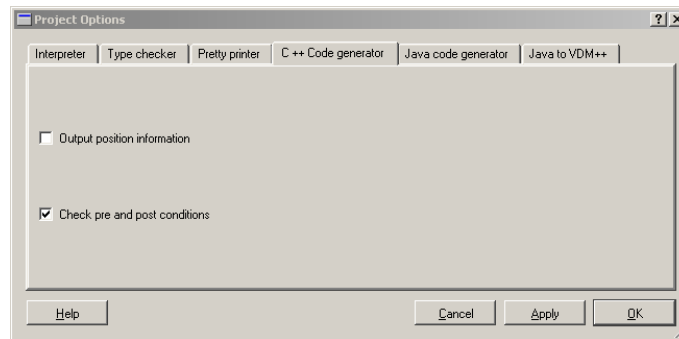 Project Options
Interpreter Type checker Pretty printer C ++ Code generator Java code generator Java to VDM++
Output position information
Check pre and post conditions
Help Cancel Apply OK